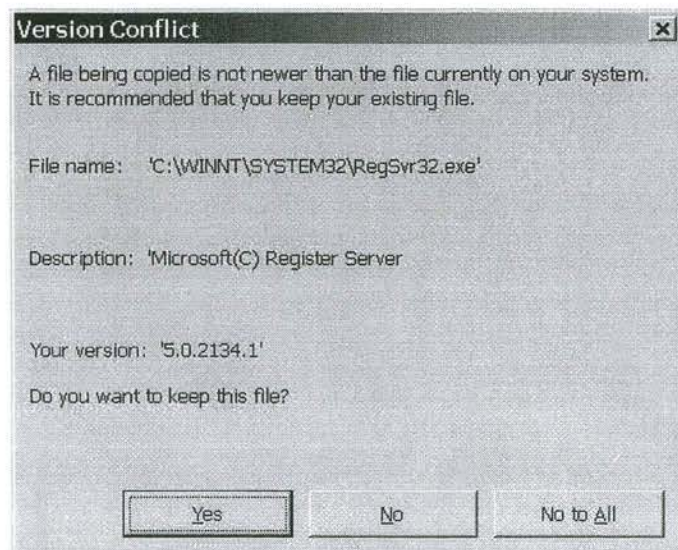 Version Conflict
A file being copied is not newer than the file currently on your system.
It is recommended that you keep your existing file.
File name: 'C:\WINNT\SYSTEM32\RegSvr32.exe'
Description: 'Microsoft(C) Register Server
Your version: '5.0.2134.1'
Do you want to keep this file?
Yes No No to All